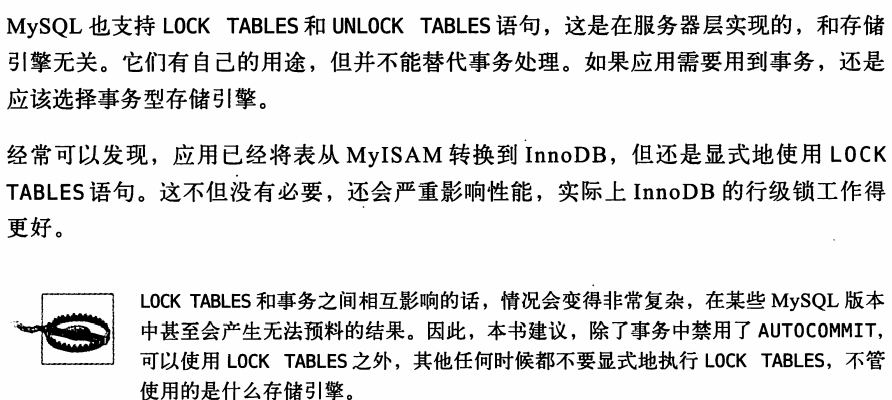 MySQL 也支持 LOCK TABLES 和 UNLOCK TABLES 语句，这是在服务器层实现的，和存储
引擎无关。它们有自己的用途，但并不能替代事务处理。如果应用需要用到事务，还是
应该选择事务型存储引擎。
经常可以发现，应用已经将表从 MyISAM 转换到 InnoDB，但还是显式地使用 LOCK
TABLES 语句。这不但没有必要，还会严重影响性能，实际上 InnoDB 的行级锁工作得
更好。
LOCK TABLES 和事务之间相互影响的话，情况会变得非常复杂，在某些 MySQL 版本
中甚至会产生无法预料的结果。因此，本书建议，除了事务中禁用了 AUTOCOMMIT，
可以使用 LOCK TABLES 之外，其他任何时候都不要显式地执行 LOCK TABLES，不管
使用的是什么存储引擎。